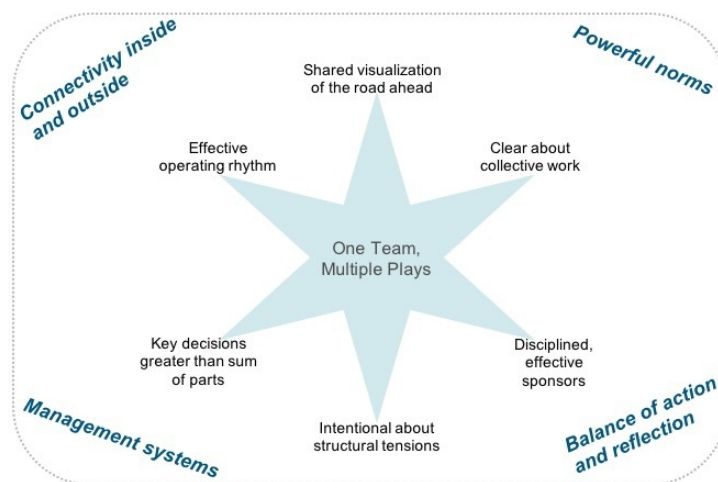 Connectivity inside
and outside
Powerful norms
Shared visualization
of the road ahead
Effective
operating rhythm
Clear about
collective work
One Team,
Multiple Plays
Key decisions
greater than sum
of parts
Disciplined,
effective
sponsors
Intentional about
structural tensions
Management systems
Balance of action
and reflection